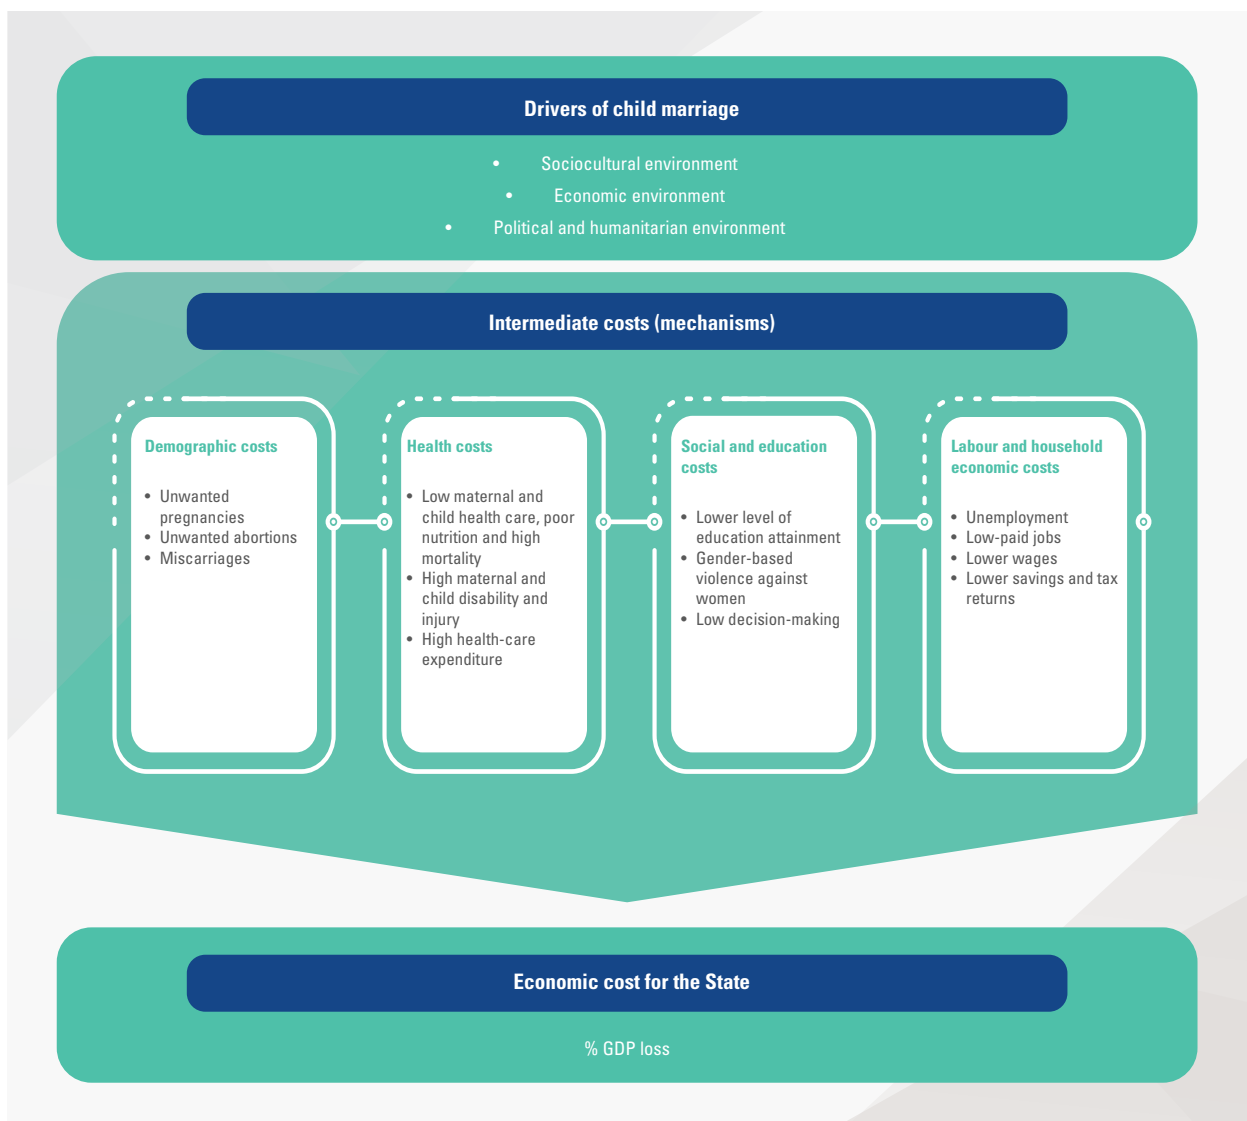 Drivers of child marriage
• Sociocultural environment
• Economic environment
• Political and humanitarian environment
Intermediate costs (mechanisms)
Demographic costs
• Unwanted
pregnancies
• Unwanted abortions
• Miscarriages
Health costs
• Low maternal and
child health care, poor
nutrition and high
mortality
• High maternal and
child disability and
injury
• High health-care
expenditure
Social and education
costs
• Lower level of
education attainment
• Gender-based
violence against
women
• Low decision-making
Labour and household
economic costs
• Unemployment
• Low-paid jobs
• Lower wages
• Lower savings and tax
returns
Economic cost for the State
% GDP loss